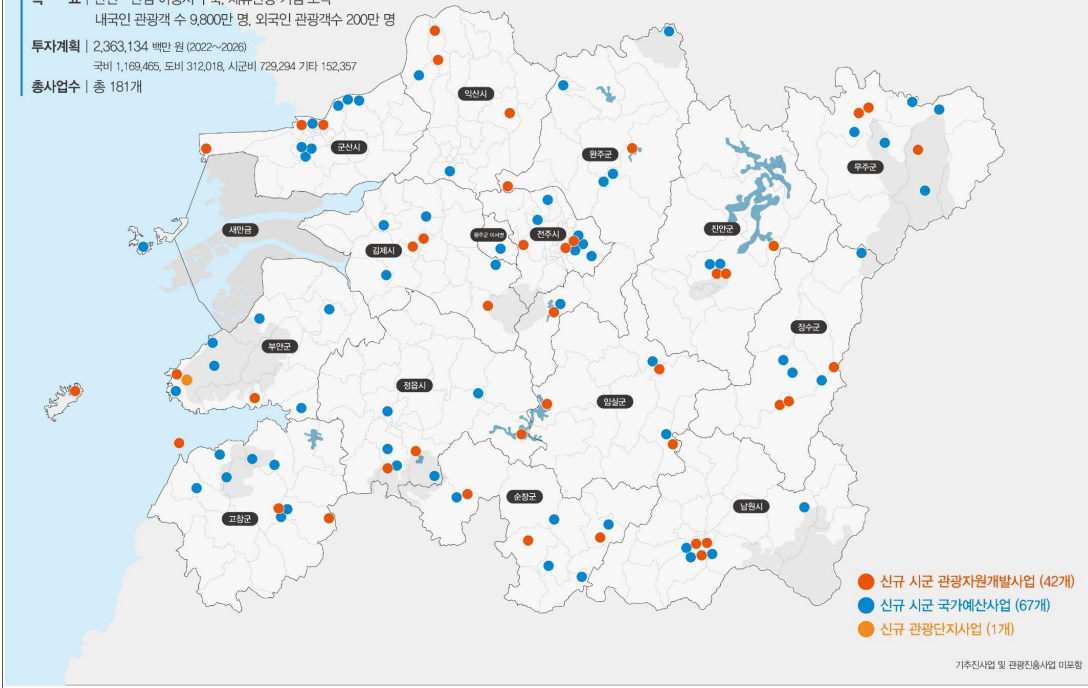 내국인 관광객 수 9,800만 명, 외국인 관광객수 200만 명
투자계획 | 2,363,134 백만 원 (2022~2026)
국비 1,169,465, 도비 312,018, 시군비 729,294 기타 152,357
총사업수 | 총 181개
익산시
군산시
완주군
무주군
새만금
김제시
완주군 이서면
전주시
진안군
장수군
부안군
정읍시
임실군
순창군
남원시
고창군
신규 시군 관광자원개발사업 (42개)
신규 시군 국가예산사업 (67개)
신규 관광단지사업 (1개)
기추진사업 및 관광진흥사업 미포함